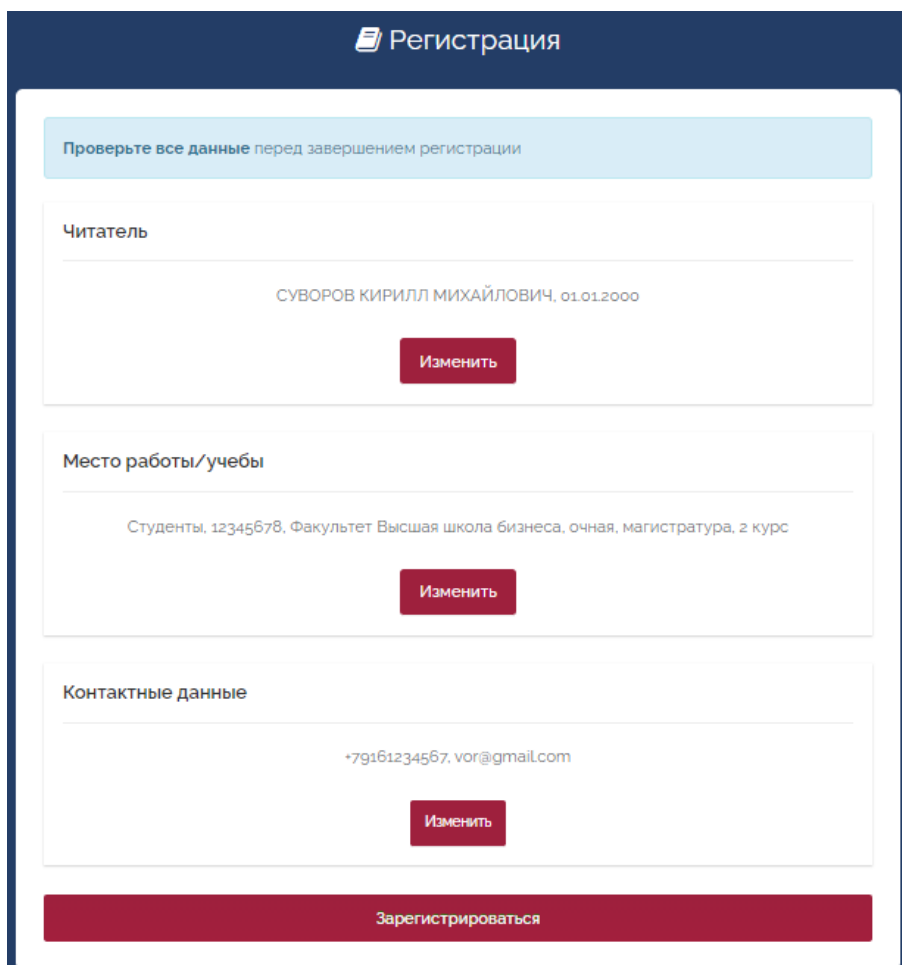 Регистрация
Проверьте все данные перед завершением регистрации
Читатель
СУВОРОВ КИРИЛЛ МИХАЙЛОВИЧ, 01.01.2000
Изменить
Место работы/учебы
Студенты, 12345678, Факультет Высшая школа бизнеса, очная, магистратура, 2 курс
Изменить
Контактные данные
+79161234567, vor@gmail.com
Изменить
Зарегистрироваться